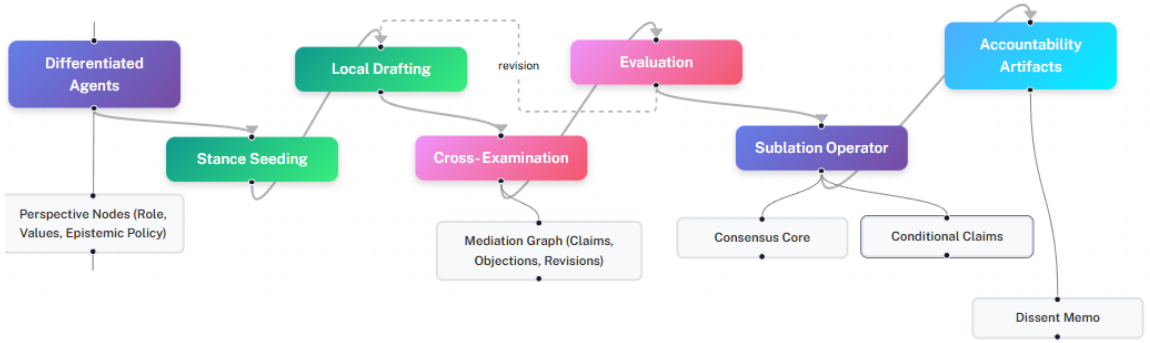 Differentiated
Agents
Stance Seeding
Local Drafting
revision
Cross-Examination
Evaluation
Sublation Operator
Accountability
Artifacts
Perspective Nodes (Role,
Values, Epistemic Policy)
Mediation Graph (Claims,
Objections, Revisions)
Consensus Core
Conditional Claims
Dissent Memo